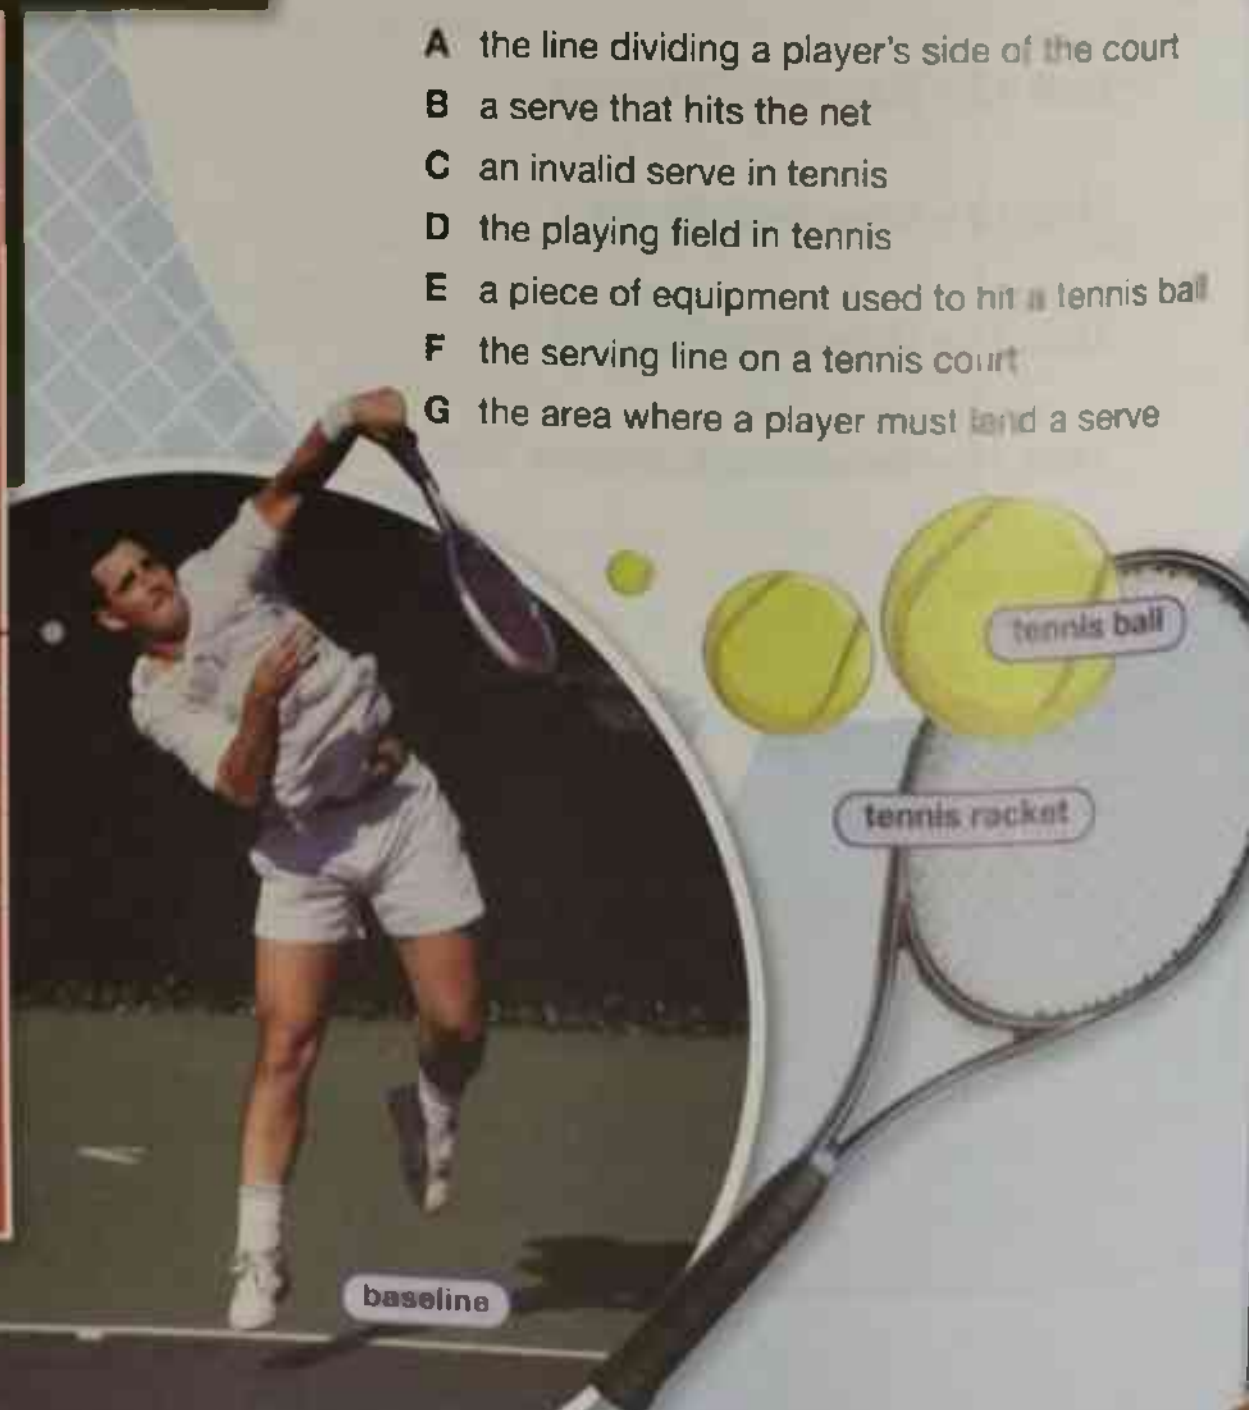 A the line dividing a player's side of the court
B a serve that hits the net
C an invalid serve in tennis
D the playing field in tennis
E a piece of equipment used to hit a tennis ball
F the serving line on a tennis court
G the area where a player must land a serve
tennis ball
tennis racket
baseline